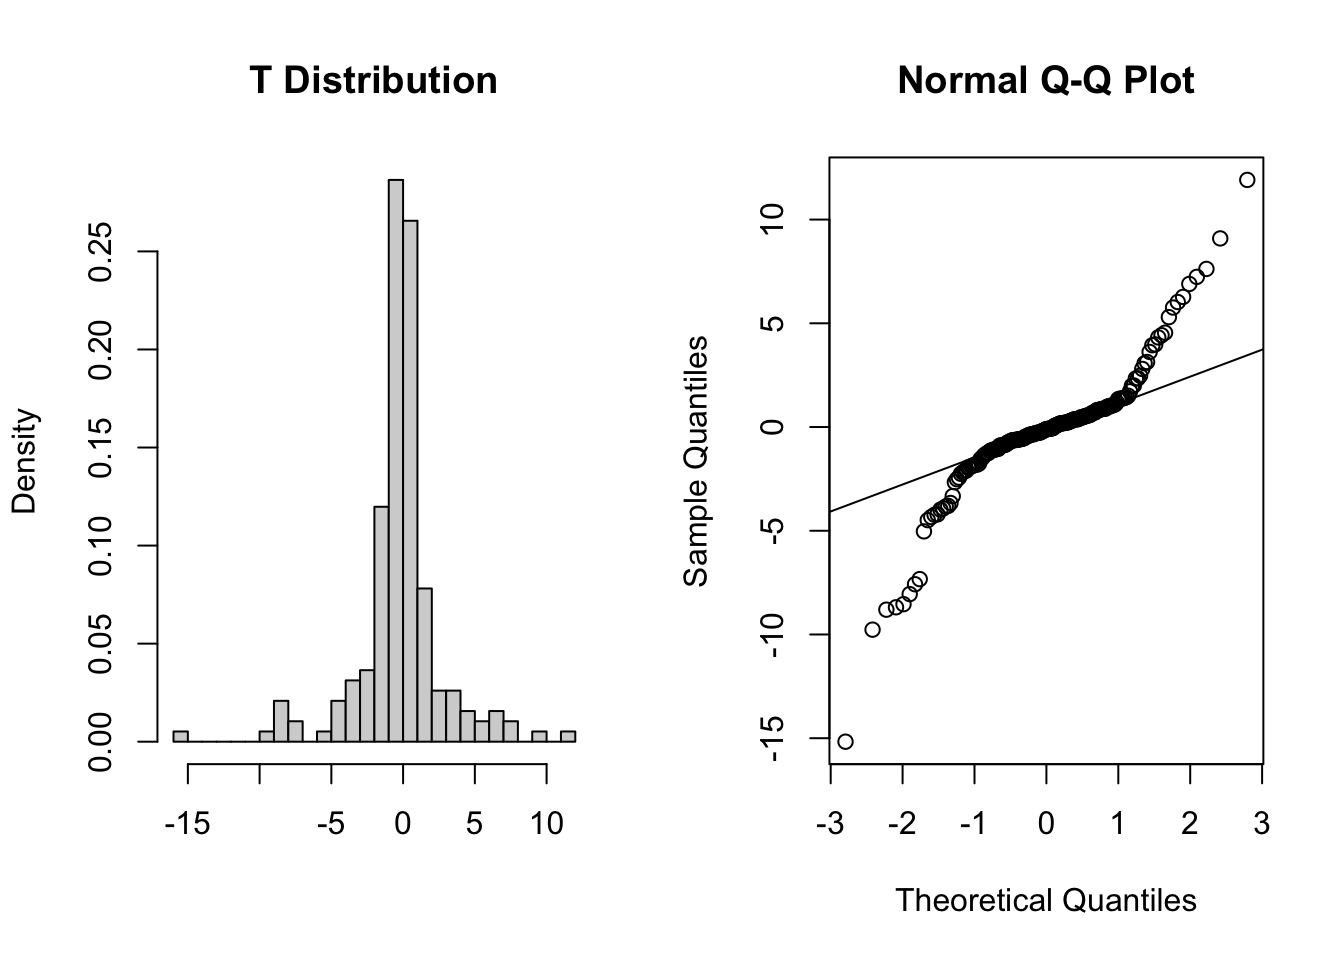 T Distribution
Density
0.00 0.05 0.10 0.15 0.20 0.25
-15 -5 0 5 10
Normal Q-Q Plot
Sample Quantiles
-15 -10 -5 0 5 10
-3 -2 -1 0 1 2 3
Theoretical Quantiles